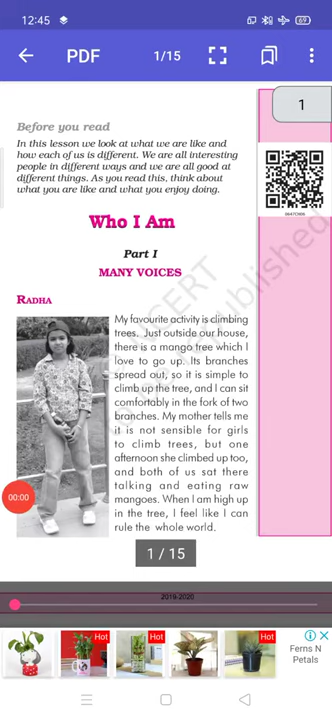 12:45
69
PDF
1/15
1
Before you read
In this lesson we look at what we are like and
how each of us is different. We are all interesting
people in different ways and we are all good at
different things. As you read this, think about
what you are like and what you enjoy doing.
0647CH06
Who I Am
Part I
MANY VOICES
RADHA
My favourite activity is climbing
trees. Just outside our house,
there is a mango tree which I
love to go up. Its branches
spread out, so it is simple to
climb up the tree, and I can sit
comfortably in the fork of two
branches. My mother tells me
it is not sensible for girls
to climb trees, but one
afternoon she climbed up too,
and both of us sat there
talking and eating raw
mangoes. When I am high up
in the tree, I feel like I can
rule the whole world.
00:00
1 / 15
2019-2020
Hot
Hot
Hot
Ferns N
Petals